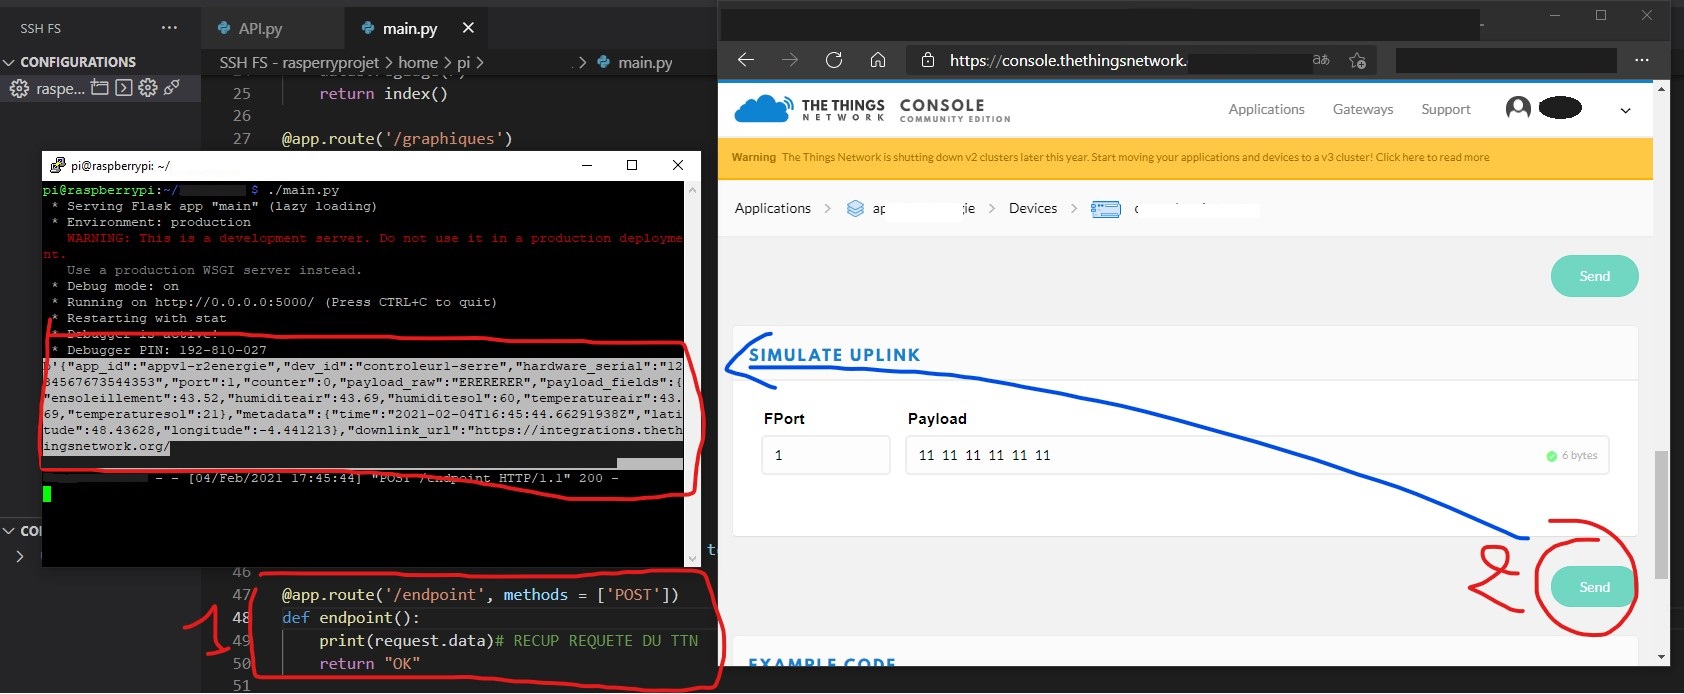 SSH FS ...
API.py
main.py
CONFIGURATIONS
raspe...
SSH FS - rasperryprojet > home > pi >
> main.py
25 return index()
26
27 @app.route('/graphiques')
pi@raspberrypi: ~/
pi@raspberrypi:~/ $ ./main.py
* Serving Flask app "main" (lazy loading)
* Environment: production
WARNING: This is a development server. Do not use it in a production deployme
nt.
Use a production WSGI server instead.
* Debug mode: on
* Running on http://0.0.0.0:5000/ (Press CTRL+C to quit)
* Restarting with stat
* Debugger is active!
* Debugger PIN: 192-810-027
b'{"app_id":"appv1-r2energie","dev_id":"controleur1-serre","hardware_serial":"12
34567673544353","port":1,"counter":0,"payload_raw":"ERERERER","payload_fields":{
"ensoleillement":43.52,"humiditeair":43.69,"humiditesol":60,"temperatureair":43.
69,"temperaturesol":21},"metadata":{"time":"2021-02-04T16:45:44.66291938Z","lati
tude":48.43628,"longitude":-4.441213},"downlink_url":"https://integrations.theth
ingsnetwork.org/
- - [04/Feb/2021 17:45:44] "POST /endpoint HTTP/1.1" 200 -
46
47 @app.route('/endpoint', methods = ['POST'])
48 def endpoint():
49 print(request.data)# RECUP REQUETE DU TTN
50 return "OK"
51
1
https://console.thethingsnetwork.
THE THINGS
NETWORK
CONSOLE
COMMUNITY EDITION
Applications
Gateways
Support
Warning The Things Network is shutting down v2 clusters later this year. Start moving your applications and devices to a v3 cluster! Click here to read more
Applications > ap ie > Devices >
Send
SIMULATE UPLINK
FPort
Payload
1
11 11 11 11 11 11
6 bytes
2
Send
EXAMPLE CODE